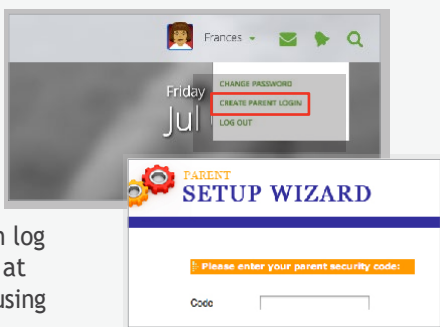 Frances
Friday
Jul
CHANGE PASSWORD
CREATE PARENT LOGIN
LOG OUT
PARENT
SETUP WIZARD
log
at
using
Please enter your parent security code:
Code